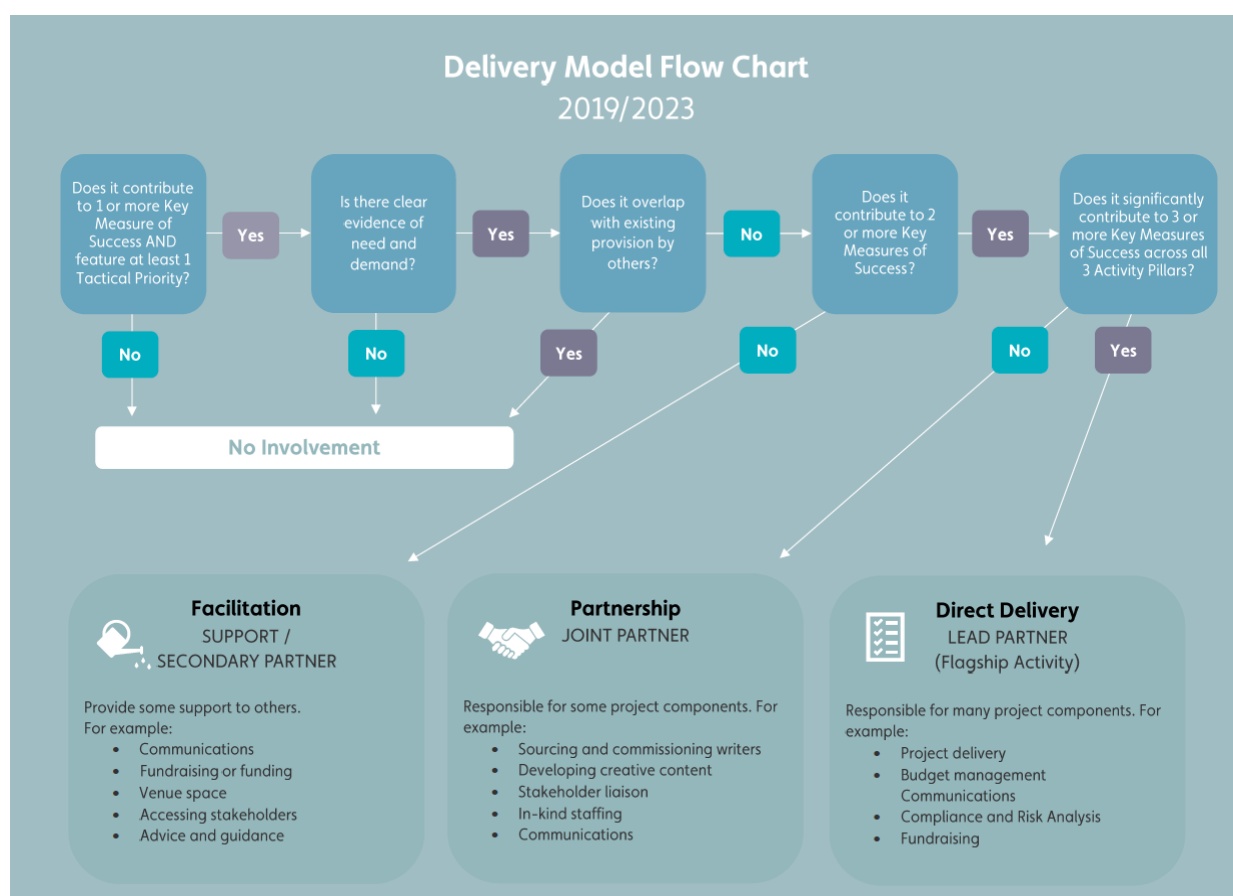 Delivery Model Flow Chart
2019/2023
Does it contribute
to 1 or more Key
Measure of
Success AND
feature at least 1
Tactical Priority?
Yes
Is there clear
evidence of
need and
demand?
Yes
Does it overlap
with existing
provision by
others?
No
Does it
contribute to 2
or more Key
Measures of
Success?
Yes
Does it significantly
contribute to 3 or
more Key Measures
of Success across all
3 Activity Pillars?
No
No
Yes
No
No
Yes
No Involvement
Facilitation
SUPPORT /
SECONDARY PARTNER
Provide some support to others.
For example:
• Communications
• Fundraising or funding
• Venue space
• Accessing stakeholders
• Advice and guidance
Partnership
JOINT PARTNER
Responsible for some project components. For
example:
• Sourcing and commissioning writers
• Developing creative content
• Stakeholder liaison
• In-kind staffing
• Communications
Direct Delivery
LEAD PARTNER
(Flagship Activity)
Responsible for many project components. For
example:
• Project delivery
• Budget management
Communications
• Compliance and Risk Analysis
• Fundraising